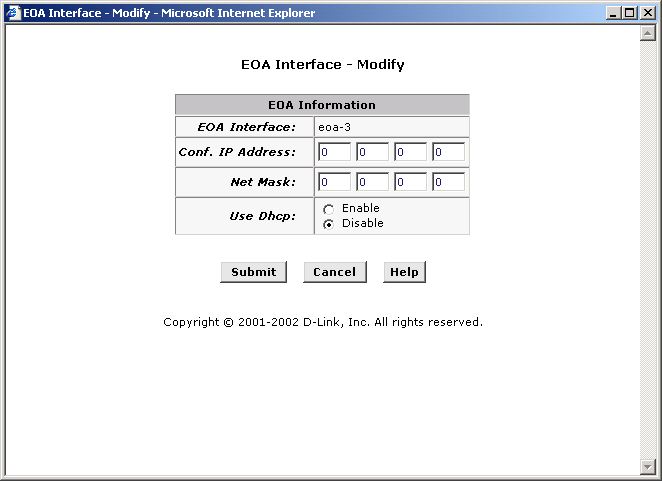 EOA Interface - Modify - Microsoft Internet Explorer
EOA Interface - Modify
EOA Information
EOA Interface: eoa-3
Conf. IP Address: 0 0 0 0
Net Mask: 0 0 0 0
Use Dhcp: Enable
Disable
Submit Cancel Help
Copyright © 2001-2002 D-Link, Inc. All rights reserved.